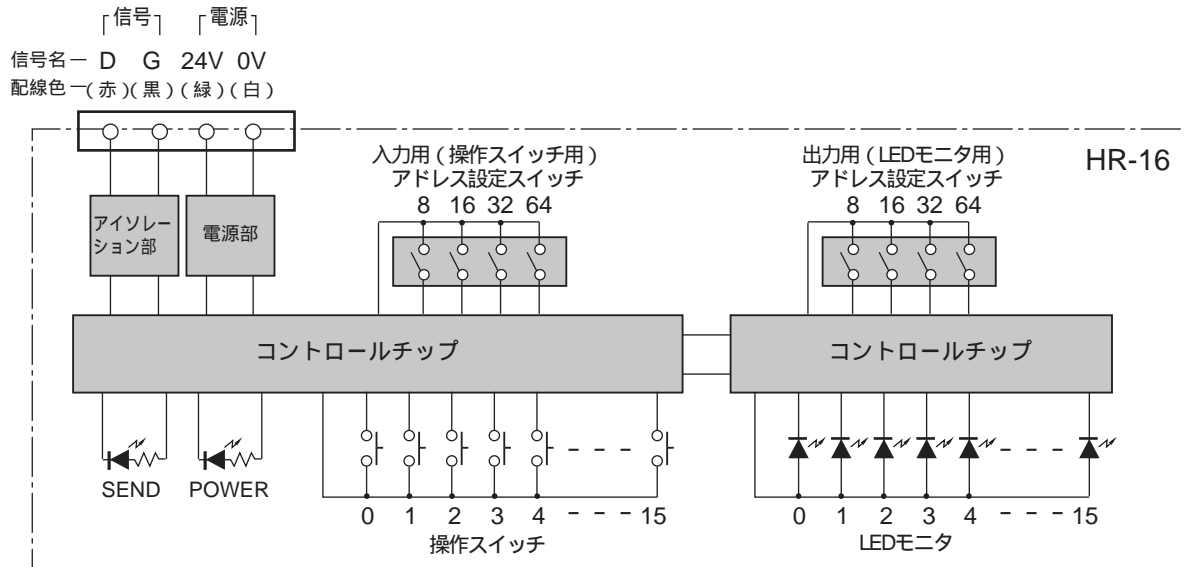 信号 電源
信号名 D G 24V 0V
配線色 (赤)(黒)(緑)(白)
入力用(操作スイッチ用)
アドレス設定スイッチ
8 16 32 64
出力用(LEDモニタ用)
アドレス設定スイッチ
8 16 32 64
HR-16
アイソレー
ション部
電源部
コントロールチップ
コントロールチップ
SEND
POWER
0 1 2 3 4 - - - 15
操作スイッチ
0 1 2 3 4 - - - 15
LEDモニタ